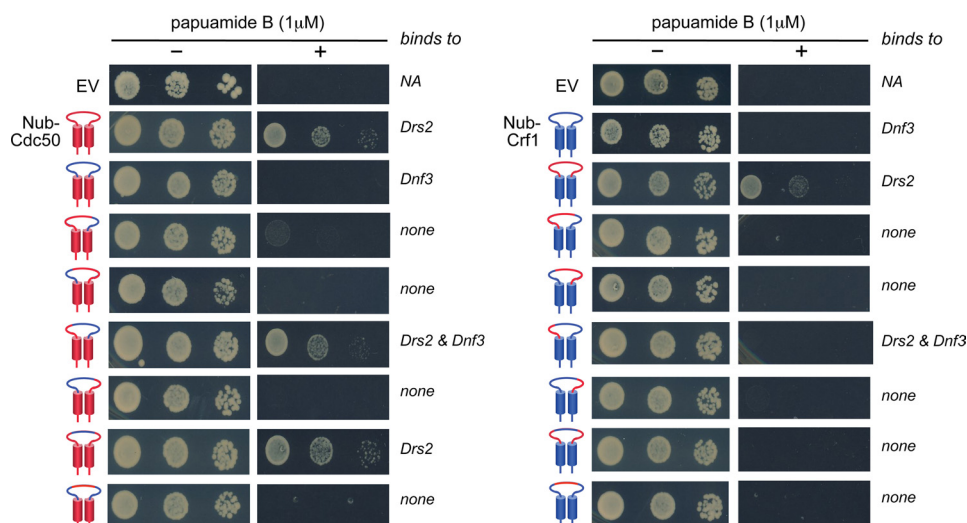 papuamide B (1µM)
binds to
− +
EV NA
Nub-
Cdc50 Drs2
Dnf3
none
none
Drs2 & Dnf3
none
Drs2
none
papuamide B (1µM)
binds to
− +
EV NA
Nub-
Crf1 Dnf3
Drs2
none
none
Drs2 & Dnf3
none
none
none